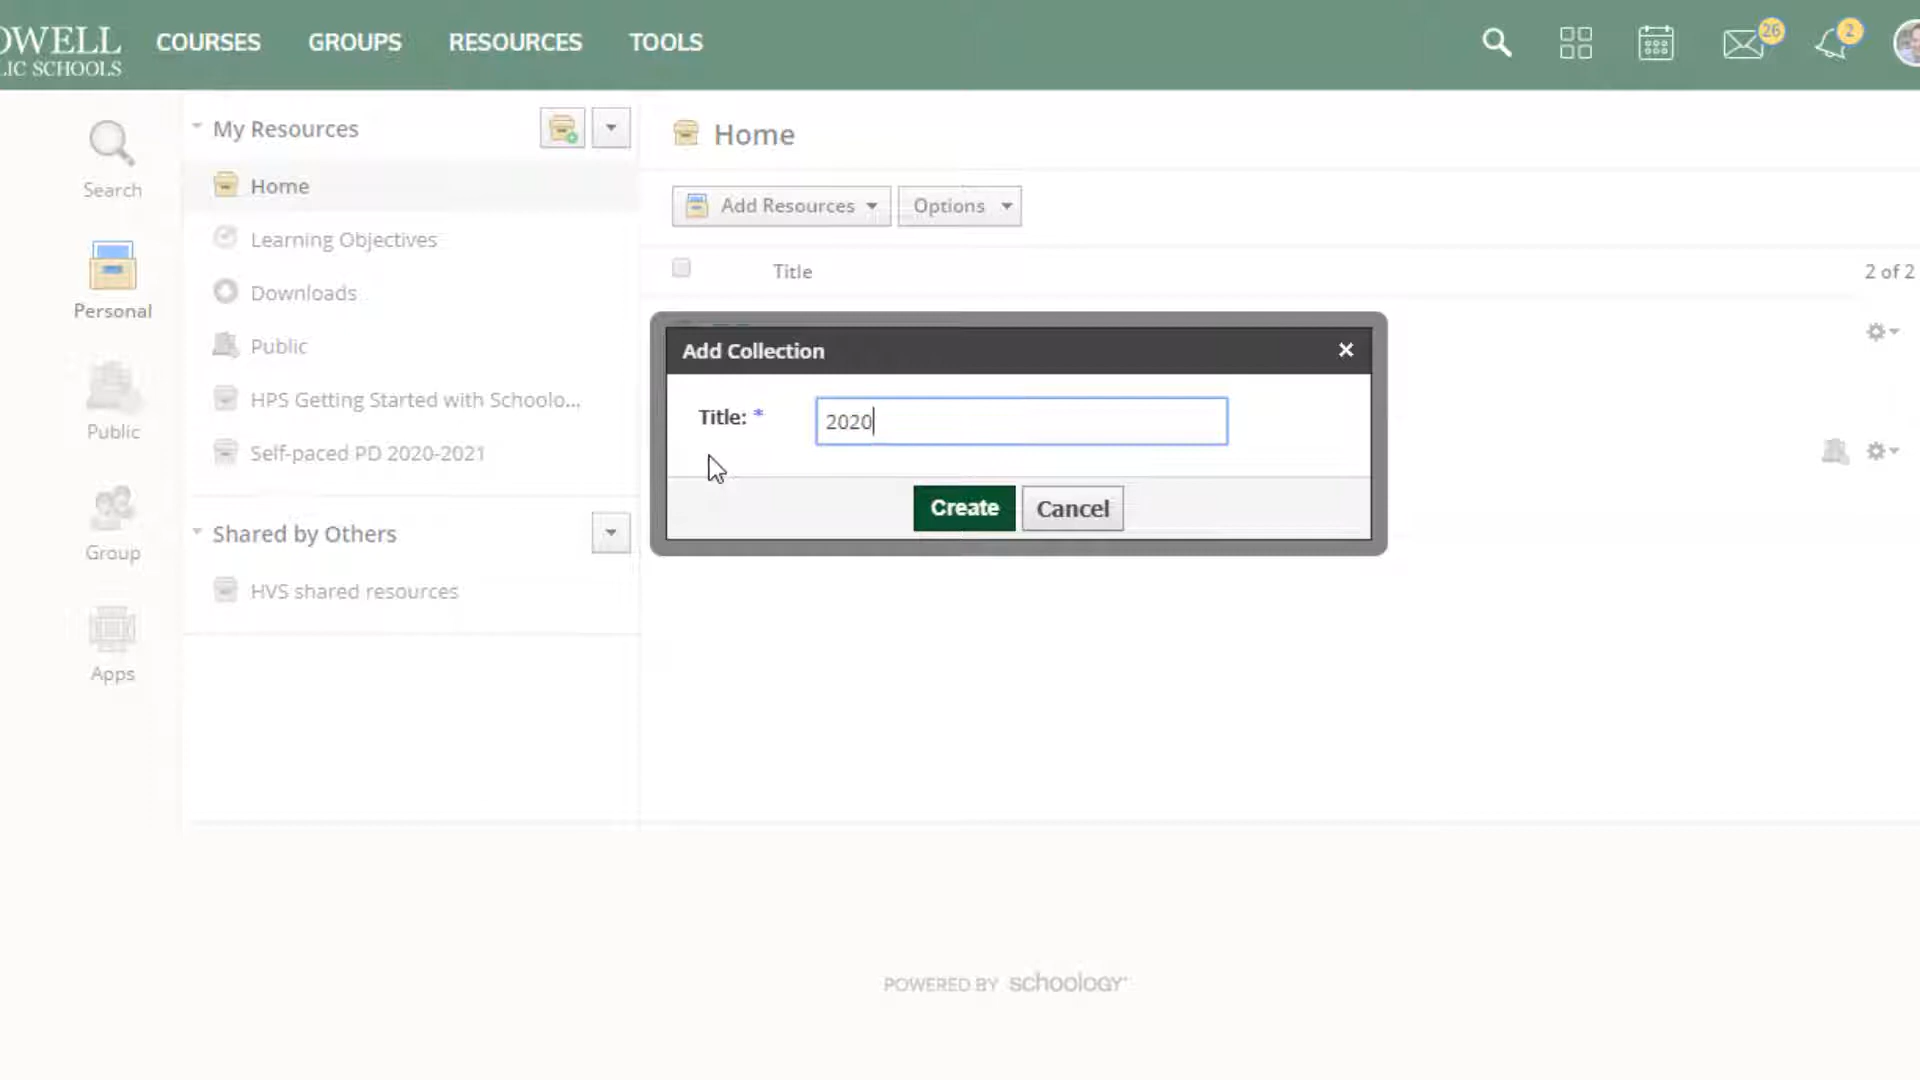 OWELL
LIC SCHOOLS
COURSES
GROUPS
RESOURCES
TOOLS
26
2
Search
Personal
Public
Group
Apps
My Resources
Home
Learning Objectives
Downloads
Public
HPS Getting Started with Schoolo...
Self-paced PD 2020-2021
Shared by Others
HVS shared resources
Home
Add Resources
Options
Title
2 of 2
Add Collection
Title: *
2020
Create
Cancel
POWERED BY schoology